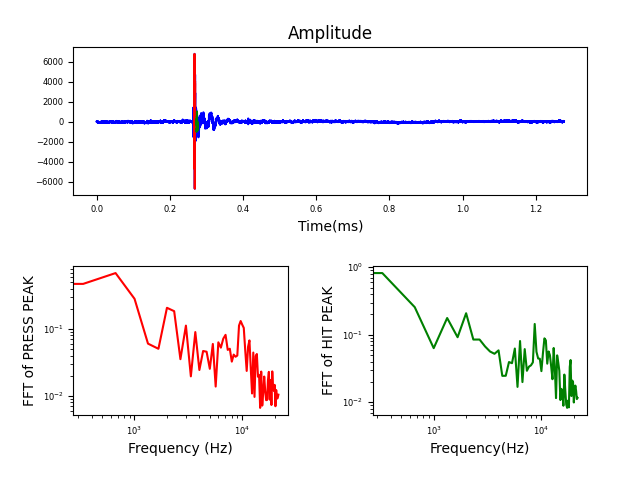 Amplitude
6000
4000
2000
0
−2000
−4000
−6000
0.0 0.2 0.4 0.6 0.8 1.0 1.2
Time(ms)
FFT of PRESS PEAK
10⁻¹
10⁻²
10³ 10⁴
Frequency (Hz)
FFT of HIT PEAK
10⁰
10⁻¹
10⁻²
10³ 10⁴
Frequency(Hz)